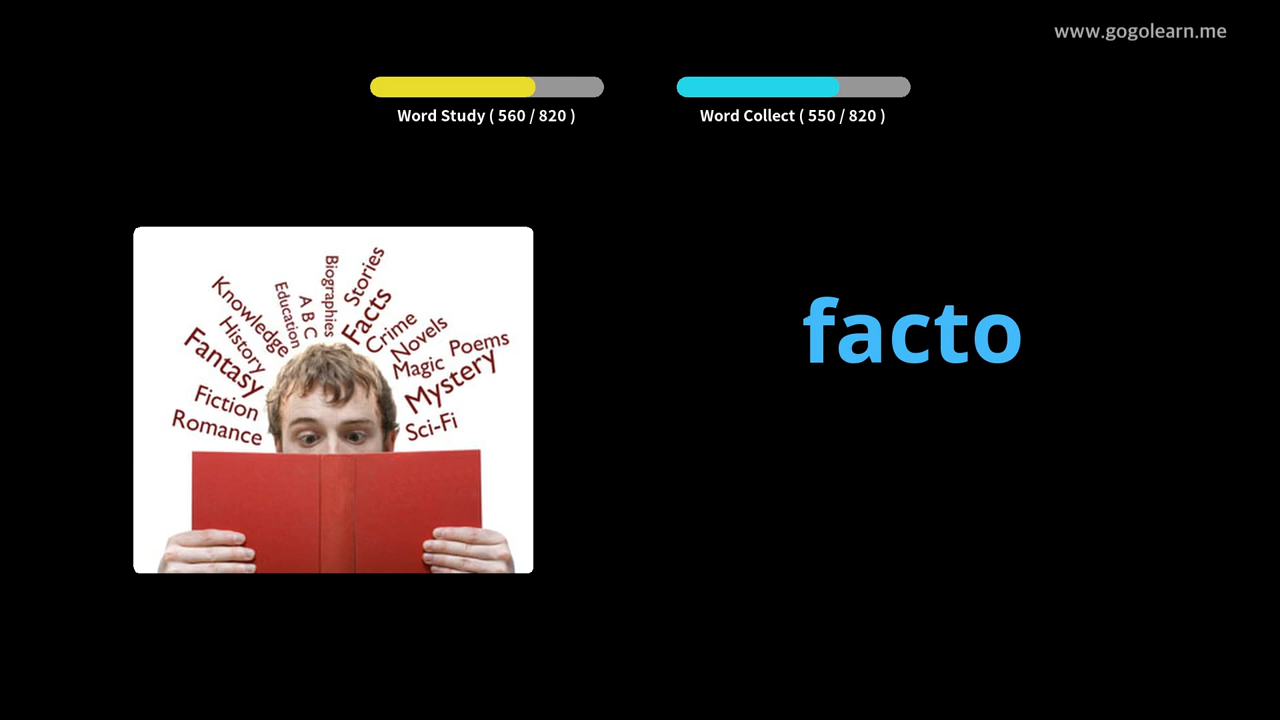 www.gogolearn.me
Word Study ( 560 / 820 )
Word Collect ( 550 / 820 )
Knowledge
History
Fantasy
Fiction
Romance
Education
A B C
Biographies
Stories
Facts
Crime
Novels
Magic
Poems
Mystery
Sci-Fi
facto